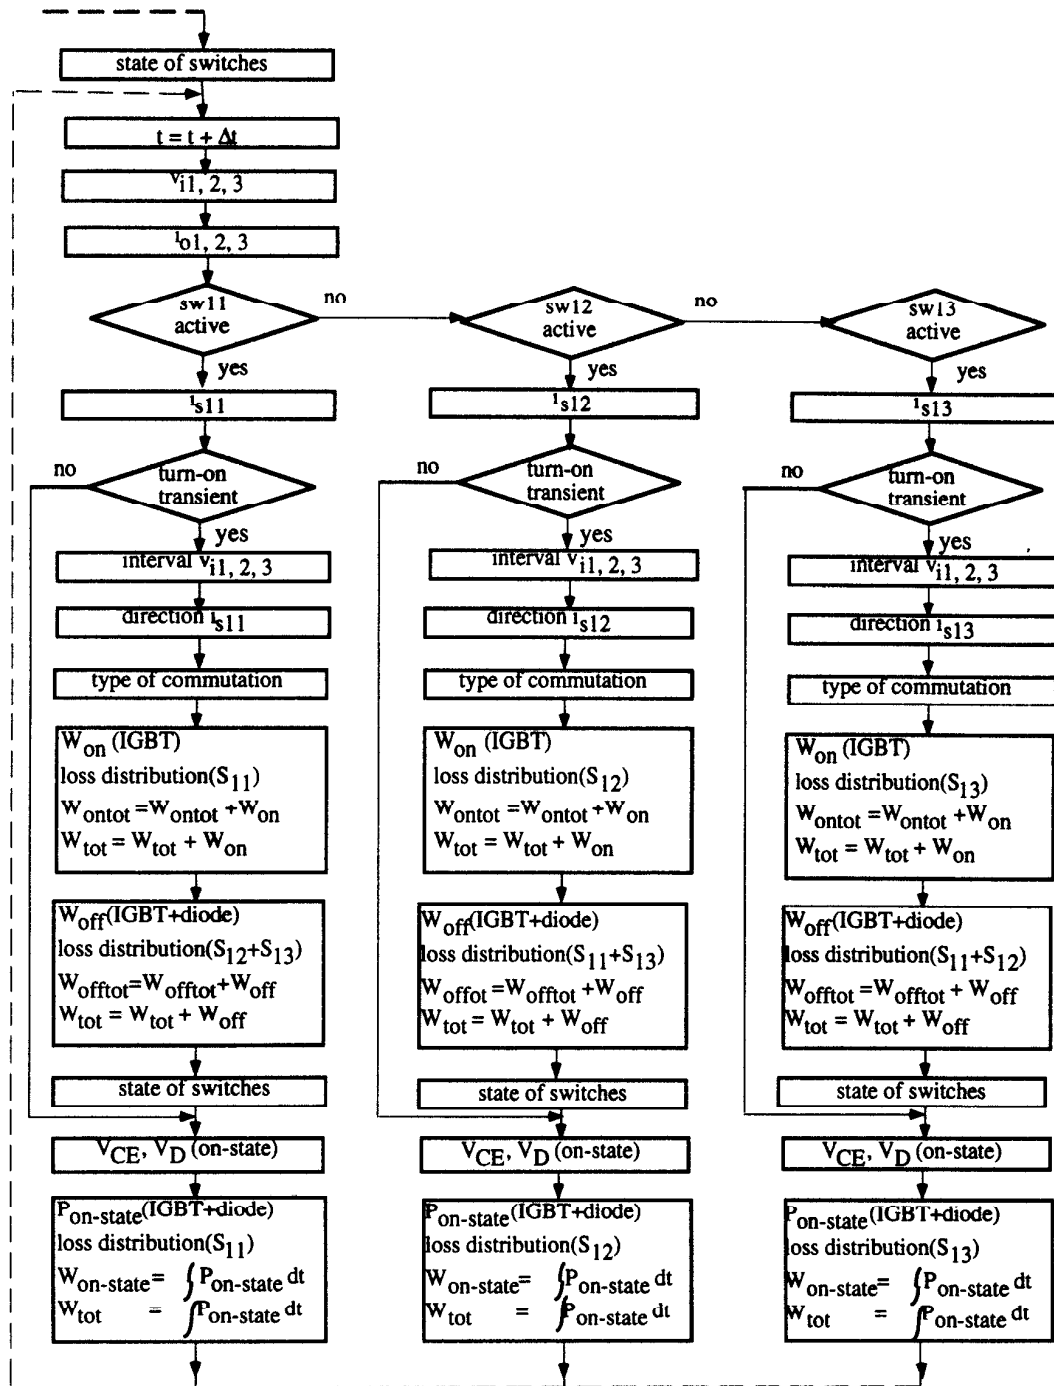 state of switches
t = t + Δt
vi1, 2, 3
io1, 2, 3
sw11
active
no
yes
is11
no
turn-on
transient
yes
interval vi1, 2, 3
direction is11
type of commutation
Won (IGBT)
loss distribution(S11)
Wontot =Wontot +Won
Wtot = Wtot + Won
Woff(IGBT+diode)
loss distribution(S12+S13)
Wofftot=Wofftot+Woff
Wtot = Wtot + Woff
state of switches
VCE, VD (on-state)
Pon-state(IGBT+diode)
loss distribution(S11)
Won-state= ∫Pon-state dt
Wtot = ∫Pon-state dt
sw12
active
no
yes
is12
no
turn-on
transient
yes
interval vi1, 2, 3
direction is12
type of commutation
Won (IGBT)
loss distribution(S12)
Wontot =Wontot +Won
Wtot = Wtot + Won
Woff(IGBT+diode)
loss distribution(S11+S13)
Woffot=Wofftot +Woff
Wtot = Wtot + Woff
state of switches
VCE, VD (on-state)
Pon-state(IGBT+diode)
loss distribution(S12)
Won-state= ∫Pon-state dt
Wtot = ∫Pon-state dt
sw13
active
yes
is13
no
turn-on
transient
yes
interval vi1, 2, 3
direction is13
type of commutation
Won (IGBT)
loss distribution(S13)
Wontot =Wontot +Won
Wtot = Wtot + Won
Woff(IGBT+diode)
loss distribution(S11+S12)
Wofftot =Wofftot + Woff
Wtot = Wtot + Woff
state of switches
VCE, VD (on-state)
Pon-state (IGBT+diode)
loss distribution(S13)
Won-state= ∫Pon-state dt
Wtot = ∫Pon-state dt